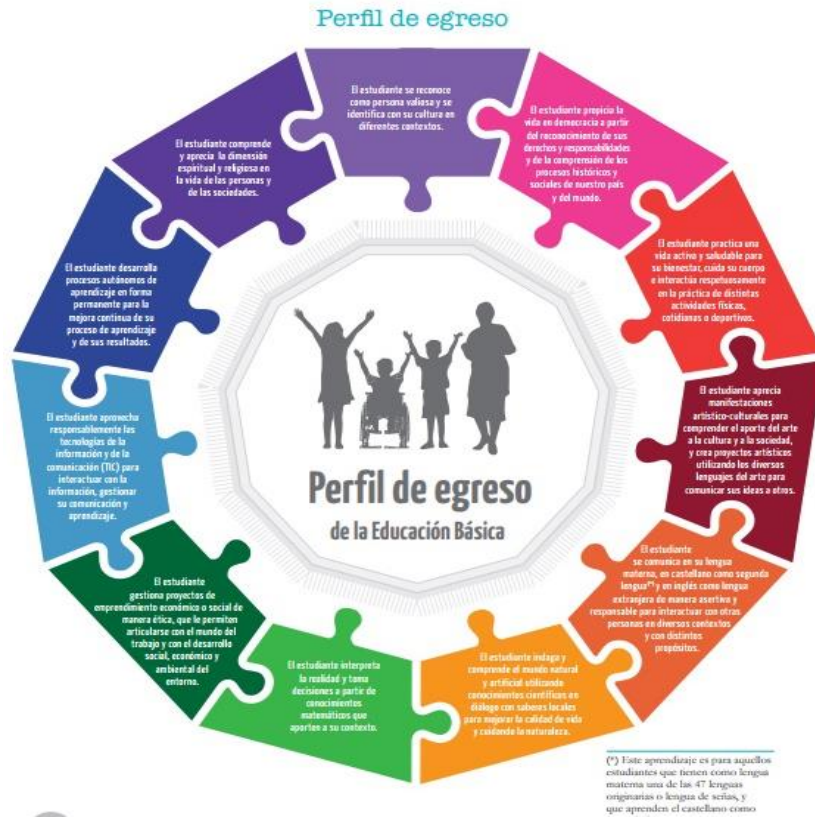 Perfil de egreso
El estudiante se reconoce
como persona valiosa y se
identifica con su cultura en
diferentes contextos.
El estudiante propicia la
vida en democracia a partir
del reconocimiento de sus
derechos y responsabilidades
y de la comprensión de los
procesos históricos y
sociales de nuestro país
y del mundo.
El estudiante practica una
vida activa y saludable para
su bienestar, cuida su cuerpo
e interactúa respetuosamente
en la práctica de distintas
actividades físicas,
cotidianas o deportivas.
El estudiante aprecia
manifestaciones
artístico-culturales para
comprender el aporte del arte
a la cultura y a la sociedad,
y crea proyectos artísticos
utilizando los diversos
lenguajes del arte para
comunicar sus ideas a otros.
El estudiante
se comunica en su lengua
materna, en castellano como segunda
lengua(*) y en inglés como lengua
extranjera de manera asertiva y
responsable para interactuar con otras
personas en diversos contextos
y con distintos
propósitos.
El estudiante indaga y
comprende el mundo natural
y artificial utilizando
conocimientos científicos en
diálogo con saberes locales
para mejorar la calidad de vida
y cuidando la naturaleza.
El estudiante interpreta
la realidad y toma
decisiones a partir de
conocimientos
matemáticos que
aporten a su contexto.
El estudiante
gestiona proyectos de
emprendimiento económico o social de
manera ética, que le permiten
articularse con el mundo del
trabajo y con el desarrollo
social, económico y
ambiental del
entorno.
El estudiante aprovecha
responsablemente las
tecnologías de la
información y de la
comunicación (TIC) para
interactuar con la
información, gestionar
su comunicación y
aprendizaje.
El estudiante desarrolla
procesos autónomos de
aprendizaje en forma
permanente para la
mejora continua de su
proceso de aprendizaje
y de sus resultados.
El estudiante comprende
y aprecia la dimensión
espiritual y religiosa en
la vida de las personas y
de las sociedades.
Perfil de egreso
de la Educación Básica
(*) Este aprendizaje es para aquellos
estudiantes que tienen como lengua
materna una de las 47 lenguas
originarias o lengua de señas, y
que aprenden el castellano como